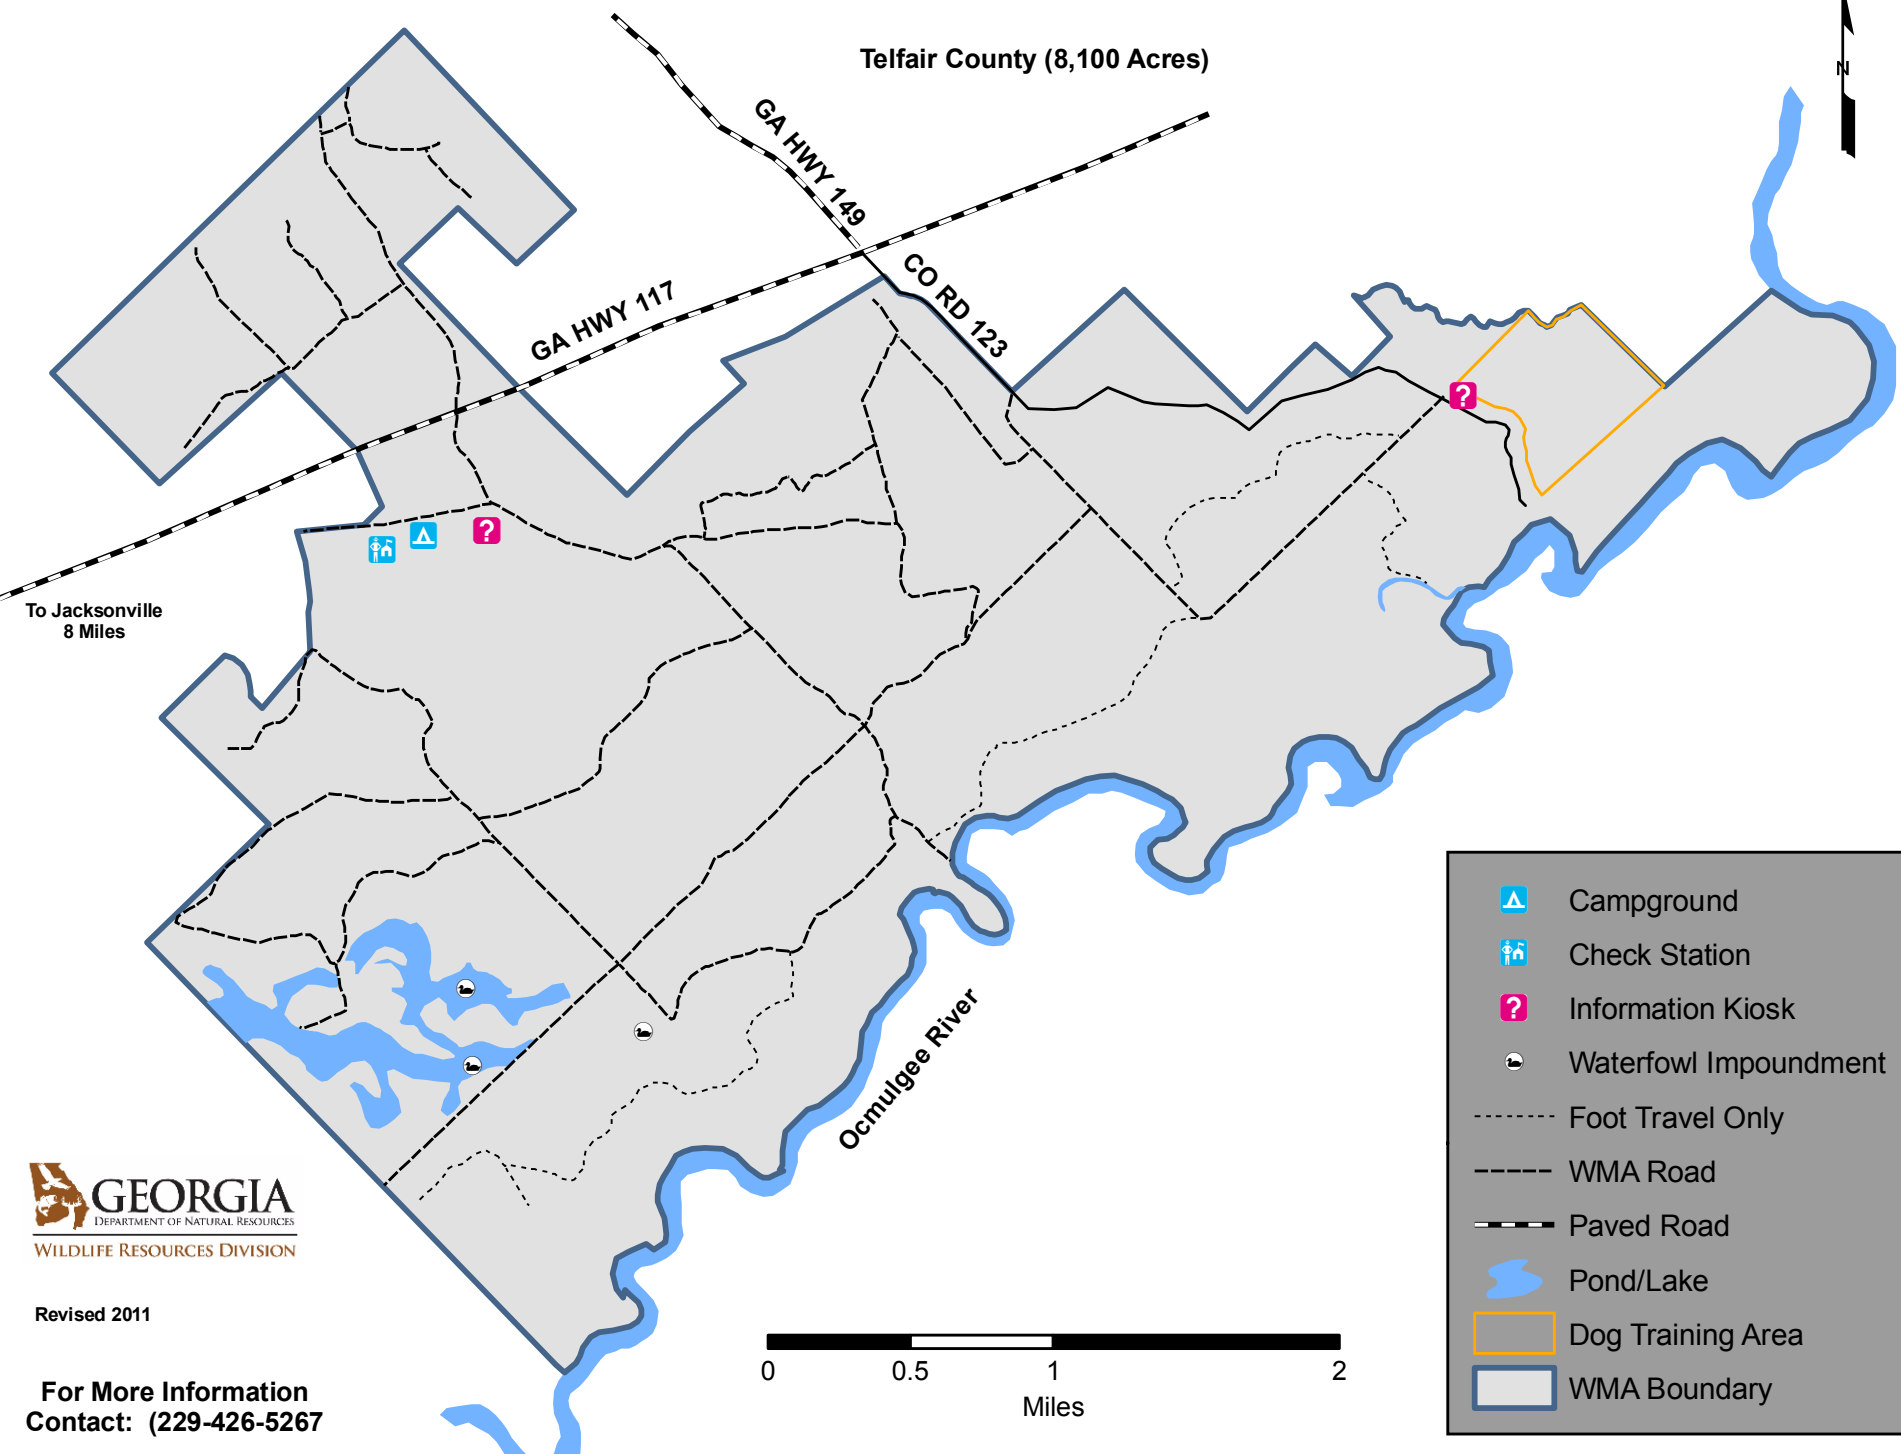 Telfair County (8,100 Acres)
N
GA HWY 149
GA HWY 117
CO RD 123
To Jacksonville
8 Miles
Ocmulgee River
Campground
Check Station
? Information Kiosk
Waterfowl Impoundment
Foot Travel Only
WMA Road
Paved Road
Pond/Lake
Dog Training Area
WMA Boundary
GEORGIA
DEPARTMENT OF NATURAL RESOURCES
WILDLIFE RESOURCES DIVISION
Revised 2011
For More Information
Contact: (229-426-5267
0 0.5 1 2
Miles